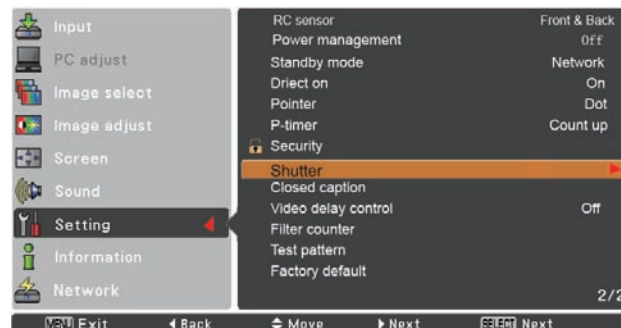 Input
PC adjust
Image select
Image adjust
Screen
Sound
Setting
Information
Network
RC sensor Front & Back
Power management Off
Standby mode Network
Driect on On
Pointer Dot
P-timer Count up
Security
Shutter
Closed caption
Video delay control Off
Filter counter
Test pattern
Factory default
2/2
MENU Exit Back Move Next SELECT Next